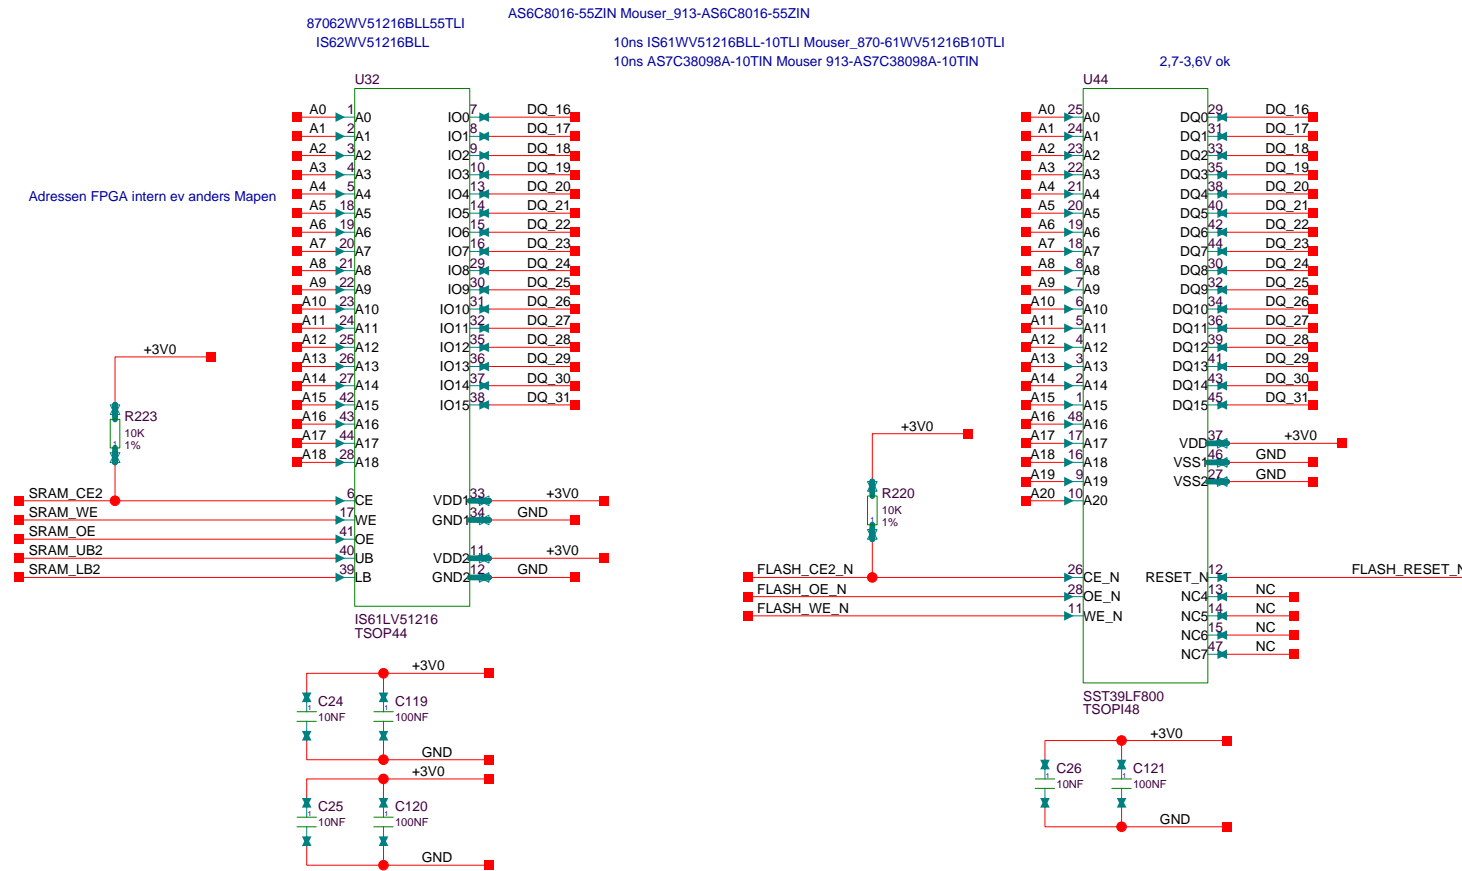 AS6C8016-55ZIN Mouser_913-AS6C8016-55ZIN
87062WV51216BLL55TLI
IS62WV51216BLL
10ns IS61WV51216BLL-10TLI Mouser_870-61WV51216B10TLI
10ns AS7C38098A-10TIN Mouser 913-AS7C38098A-10TIN
2,7-3,6V ok
Adressen FPGA intern ev anders Mapen
U32
A0 1 A0 IO0 7 DQ_16
A1 2 A1 IO1 8 DQ_17
A2 3 A2 IO2 9 DQ_18
A3 4 A3 IO3 10 DQ_19
A4 5 A4 IO4 13 DQ_20
A5 18 A5 IO5 14 DQ_21
A6 19 A6 IO6 15 DQ_22
A7 20 A7 IO7 16 DQ_23
A8 21 A8 IO8 29 DQ_24
A9 22 A9 IO9 30 DQ_25
A10 23 A10 IO10 31 DQ_26
A11 24 A11 IO11 32 DQ_27
A12 25 A12 IO12 35 DQ_28
A13 26 A13 IO13 36 DQ_29
A14 27 A14 IO14 37 DQ_30
A15 42 A15 IO15 38 DQ_31
A16 43 A16
A17 44 A17
A18 28 A18
+3V0
R223
10K
1 1%
SRAM_CE2 6 CE VDD1 33 +3V0
SRAM_WE 17 WE GND1 34 GND
SRAM_OE 41 OE
SRAM_UB2 40 UB VDD2 11 +3V0
SRAM_LB2 39 LB GND2 12 GND
IS61LV51216
TSOP44
+3V0
C24 1 10NF
C119 1 100NF
GND
+3V0
C25 1 10NF
C120 1 100NF
GND
U44
A0 25 A0 DQ0 29 DQ_16
A1 24 A1 DQ1 31 DQ_17
A2 23 A2 DQ2 33 DQ_18
A3 22 A3 DQ3 35 DQ_19
A4 21 A4 DQ4 38 DQ_20
A5 20 A5 DQ5 40 DQ_21
A6 19 A6 DQ6 42 DQ_22
A7 18 A7 DQ7 44 DQ_23
A8 8 A8 DQ8 30 DQ_24
A9 7 A9 DQ9 32 DQ_25
A10 6 A10 DQ10 34 DQ_26
A11 5 A11 DQ11 36 DQ_27
A12 4 A12 DQ12 39 DQ_28
A13 3 A13 DQ13 41 DQ_29
A14 2 A14 DQ14 43 DQ_30
A15 1 A15 DQ15 45 DQ_31
A16 48 A16
A17 17 A17 VDD 37 +3V0
A18 16 A18 VSS1 46 GND
A19 9 A19 VSS2 27 GND
A20 10 A20
+3V0
R220
10K
1 1%
FLASH_CE2_N 26 CE_N RESET_N 12 FLASH_RESET_N
FLASH_OE_N 28 OE_N NC4 13 NC
FLASH_WE_N 11 WE_N NC5 14 NC
NC6 15 NC
NC7 47 NC
SST39LF800
TSOPI48
+3V0
C26 1 10NF
C121 1 100NF
GND